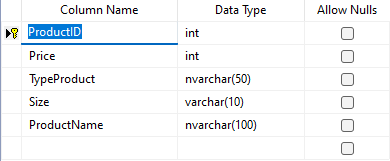 Column Name Data Type Allow Nulls
ProductID int
Price int
TypeProduct nvarchar(50)
Size varchar(10)
ProductName nvarchar(100)